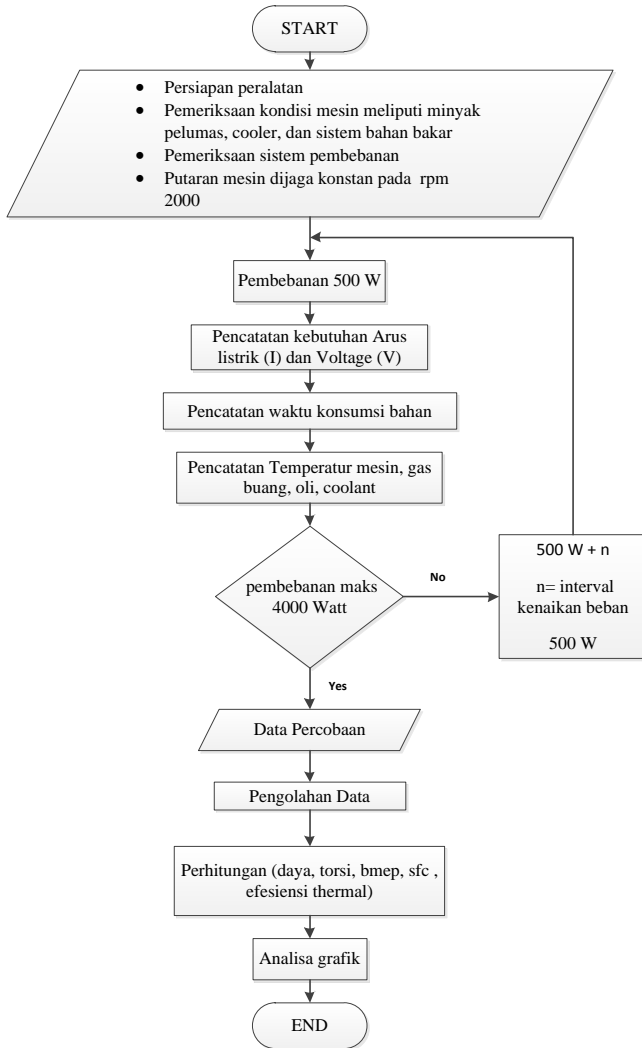 START
• Persiapan peralatan
• Pemeriksaan kondisi mesin meliputi minyak
pelumas, cooler, dan sistem bahan bakar
• Pemeriksaan sistem pembebanan
• Putaran mesin dijaga konstan pada rpm
2000
Pembebanan 500 W
Pencatatan kebutuhan Arus
listrik (I) dan Voltage (V)
Pencatatan waktu konsumsi bahan
Pencatatan Temperatur mesin, gas
buang, oli, coolant
pembebanan maks
4000 Watt
No
500 W + n
n= interval
kenaikan beban
500 W
Yes
Data Percobaan
Pengolahan Data
Perhitungan (daya, torsi, bmep, sfc ,
efesiensi thermal)
Analisa grafik
END